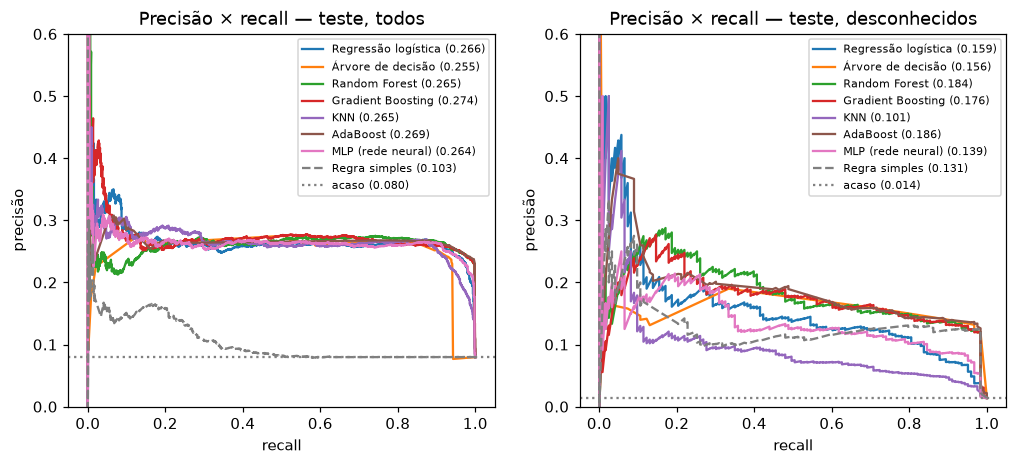 Precisão × recall — teste, todos
0.6
0.5
0.4
0.3
0.2
0.1
0.0
precisão
Regressão logística (0.266)
Árvore de decisão (0.255)
Random Forest (0.265)
Gradient Boosting (0.274)
KNN (0.265)
AdaBoost (0.269)
MLP (rede neural) (0.264)
Regra simples (0.103)
acaso (0.080)
0.0 0.2 0.4 0.6 0.8 1.0
recall
Precisão × recall — teste, desconhecidos
0.6
0.5
0.4
0.3
0.2
0.1
0.0
precisão
Regressão logística (0.159)
Árvore de decisão (0.156)
Random Forest (0.184)
Gradient Boosting (0.176)
KNN (0.101)
AdaBoost (0.186)
MLP (rede neural) (0.139)
Regra simples (0.131)
acaso (0.014)
0.0 0.2 0.4 0.6 0.8 1.0
recall